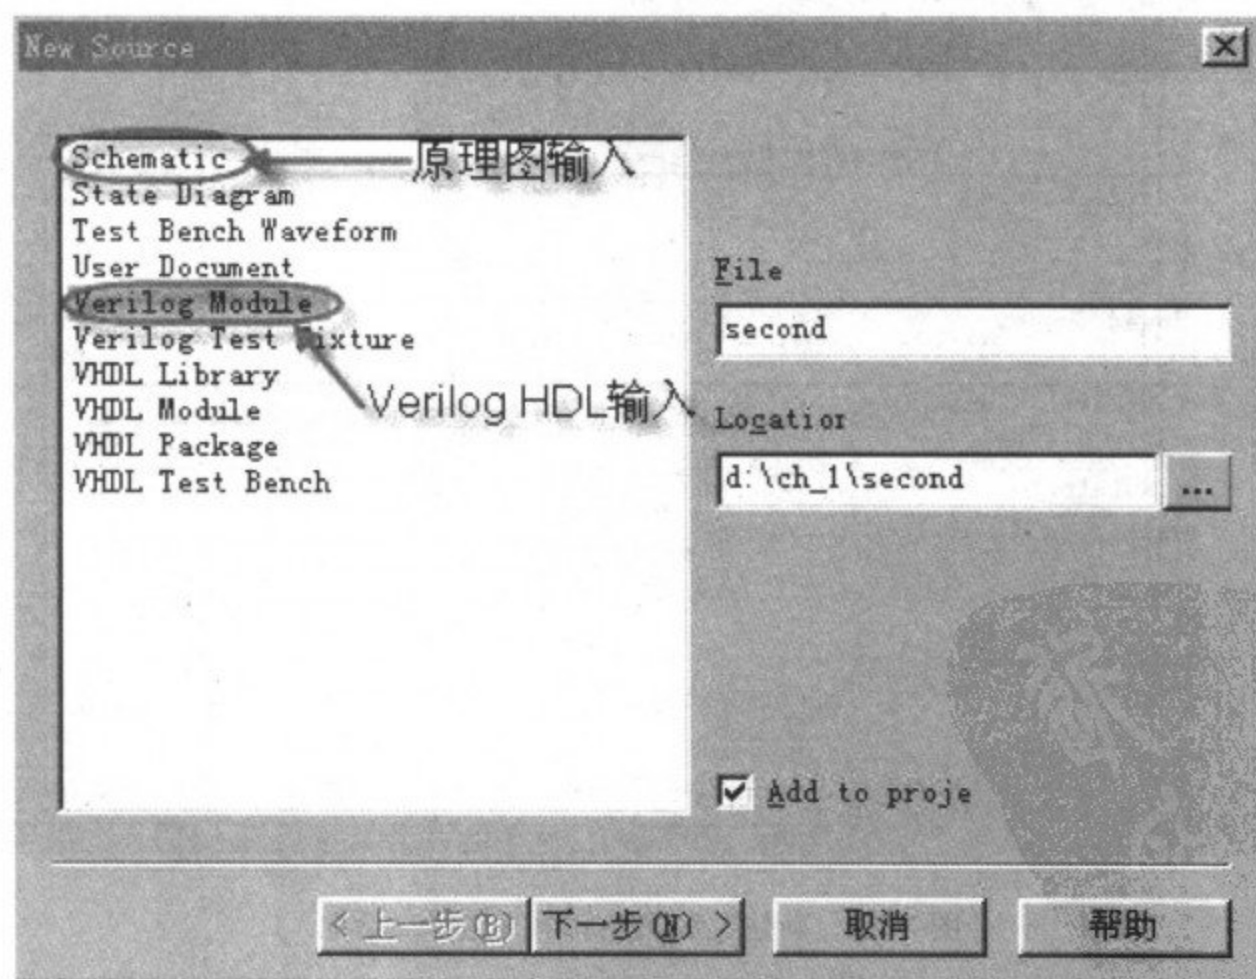 New Source
Schematic
原理图输入
State Diagram
Test Bench Waveform
User Document
Verilog Module
Verilog Test Fixture
VHDL Library
VHDL Module
Verilog HDL输入
VHDL Package
VHDL Test Bench
File
second
Locatior
d:\ch_1\second
...
Add to proje
< 上一步(B)
下一步(N) >
取消
帮助